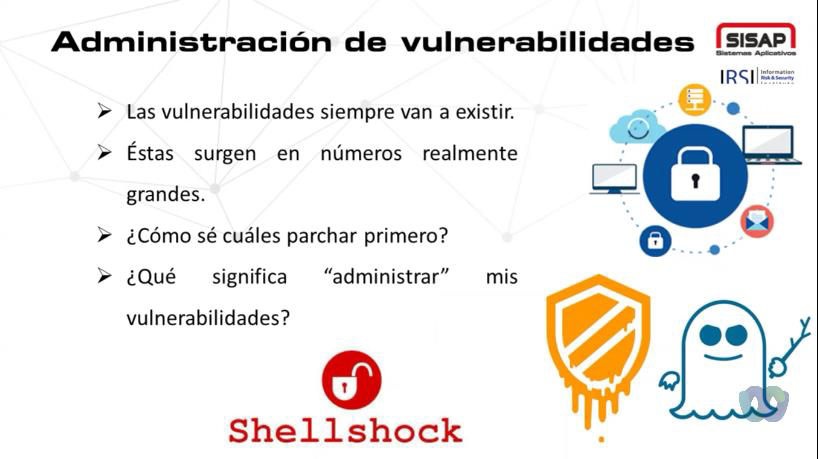 Administración de vulnerabilidades
SISAP
Sistemas Aplicativos
IRSI Information
Risk & Security
Las vulnerabilidades siempre van a existir.
Éstas surgen en números realmente
grandes.
¿Cómo sé cuáles parchar primero?
¿Qué significa “administrar” mis
vulnerabilidades?
Shellshock